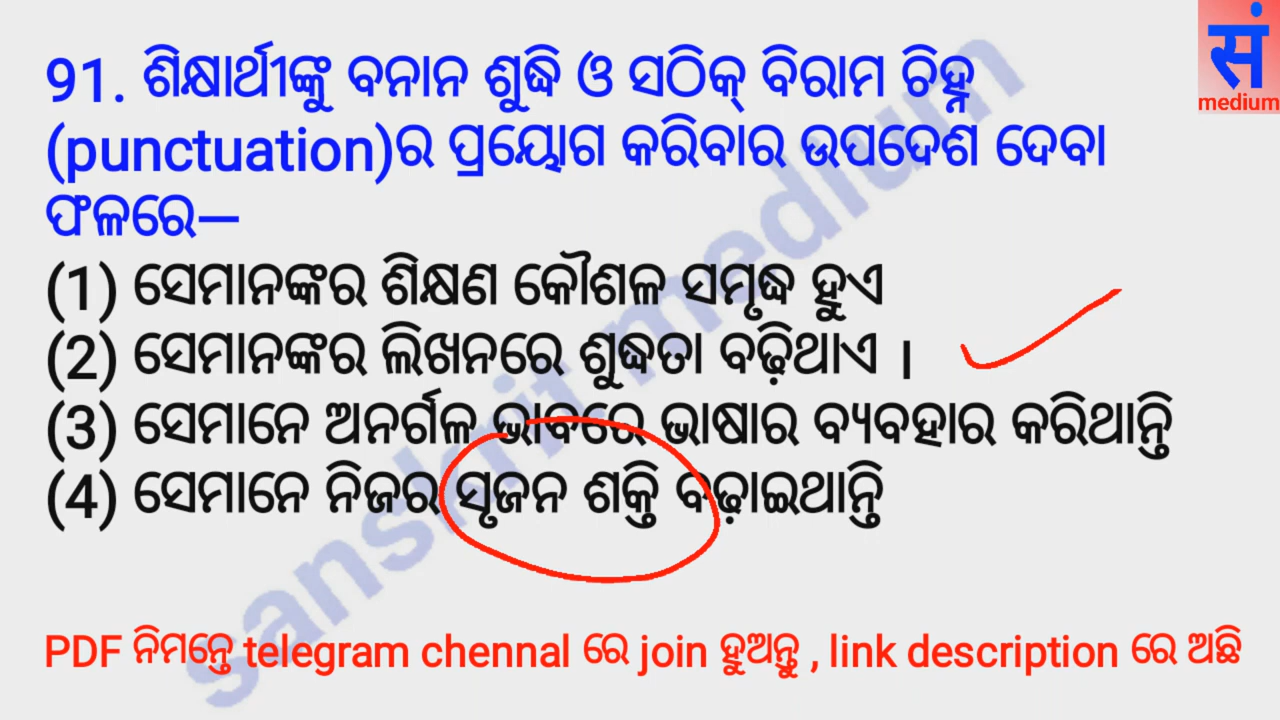 सं
medium
91. ଶିକ୍ଷାର୍ଥୀଙ୍କୁ ବନାନ ଶୁଦ୍ଧି ଓ ସଠିକ୍ ବିରାମ ଚିହ୍ନ
(punctuation)ର ପ୍ରୟୋଗ କରିବାର ଉପଦେଶ ଦେବା
ଫଳରେ—
(1) ସେମାନଙ୍କର ଶିକ୍ଷଣ କୌଶଳ ସମୃଦ୍ଧ ହୁଏ
(2) ସେମାନଙ୍କର ଲିଖନରେ ଶୁଦ୍ଧତା ବଢ଼ିଥାଏ ।
(3) ସେମାନେ ଅନର୍ଗଳ ଭାବରେ ଭାଷାର ବ୍ୟବହାର କରିଥାନ୍ତି
(4) ସେମାନେ ନିଜର ସୃଜନ ଶକ୍ତି ବଢ଼ାଇଥାନ୍ତି
sanskrit medium
PDF ନିମନ୍ତେ telegram chennal ରେ join ହୁଅନ୍ତୁ , link description ରେ ଅଛି